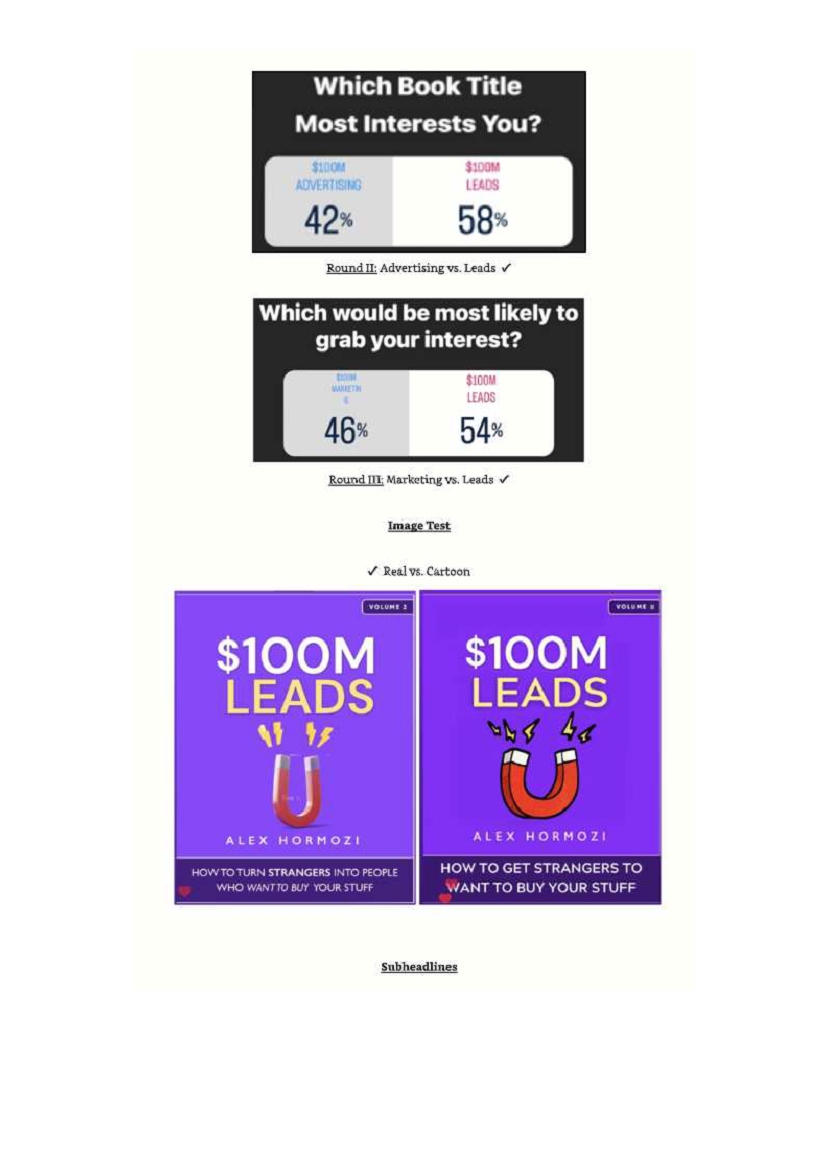 Which Book Title
Most Interests You?
$100M
ADVERTISING
42%
$100M
LEADS
58%
Round II: Advertising vs. Leads ✓
Which would be most likely to
grab your interest?
$100M
MARKETIN
G
46%
$100M
LEADS
54%
Round III: Marketing vs. Leads ✓
Image Test
✓ Real vs. Cartoon
VOLUME 2
$100M
LEADS
ALEX HORMOZI
HOW TO TURN STRANGERS INTO PEOPLE
WHO WANT TO BUY YOUR STUFF
VOLUME II
$100M
LEADS
ALEX HORMOZI
HOW TO GET STRANGERS TO
WANT TO BUY YOUR STUFF
Subheadlines